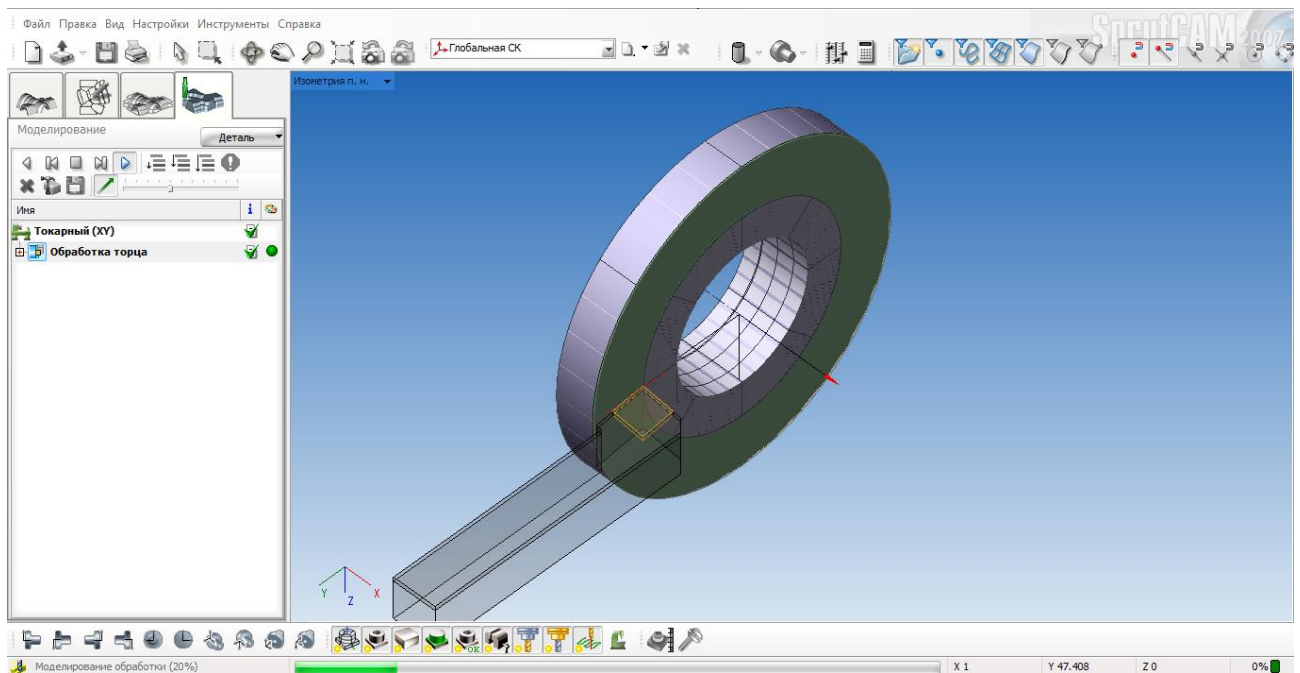 Файл Правка Вид Настройки Инструменты Справка
SprutCAM 2007
Глобальная СК
Изометрия п. н.
Моделирование
Деталь
Имя
i
Токарный (XY)
Обработка торца
Y Z X
OK
Моделирование обработки (20%)
X 1 Y 47.408 Z 0 0%